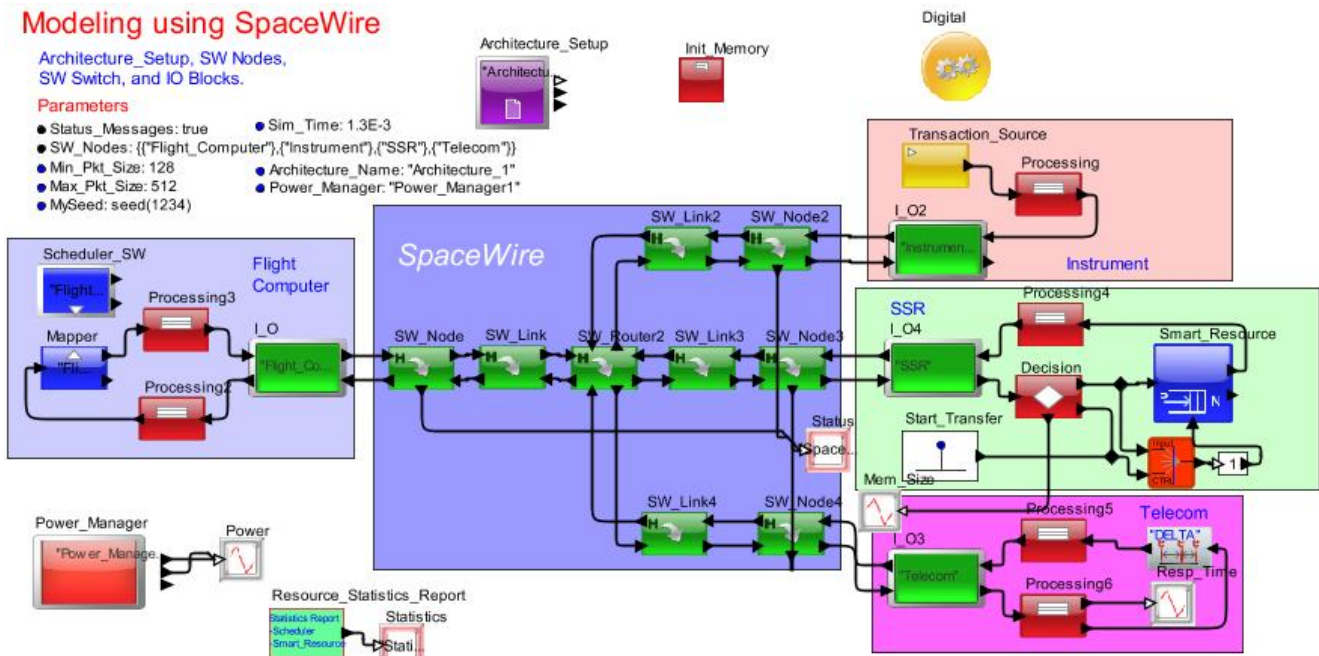 Modeling using SpaceWire
Architecture_Setup, SW Nodes,
SW Switch, and IO Blocks.
Parameters
Status_Messages: true
Sim_Time: 1.3E-3
SW_Nodes: {{"Flight_Computer"},{"Instrument"},{"SSR"},{"Telecom"}}
Min_Pkt_Size: 128
Architecture_Name: "Architecture_1"
Max_Pkt_Size: 512
Power_Manager: "Power_Manager1"
MySeed: seed(1234)
Architecture_Setup
"Architectu..
Init_Memory
Digital
Transaction_Source
Processing
I_O2
"Instrumen..
Instrument
Scheduler_SW
"Flight...
Flight
Computer
Processing3
Mapper
"Fli...
I_O
"Flight_Co...
Processing2
SpaceWire
SW_Link2
SW_Node2
H
H
SW_Node
SW_Link
SW_Router2
SW_Link3
SW_Node3
H
H
H
H
H
Status
Space...
SW_Link4
SW_Node4
H
H
SSR
Processing4
I_O4
"SSR"
Smart_Resource
N
Decision
Start_Transfer
Input
CTRL
1
Mem_Size
Telecom
Processing5
"DELTA"
I_O3
"Telecom"
Resp_Time
Processing6
Power_Manager
"Power_Manage..
Power
Resource_Statistics_Report
Statistics Report
-Scheduler
-Smart_Resource
Statistics
Stati...